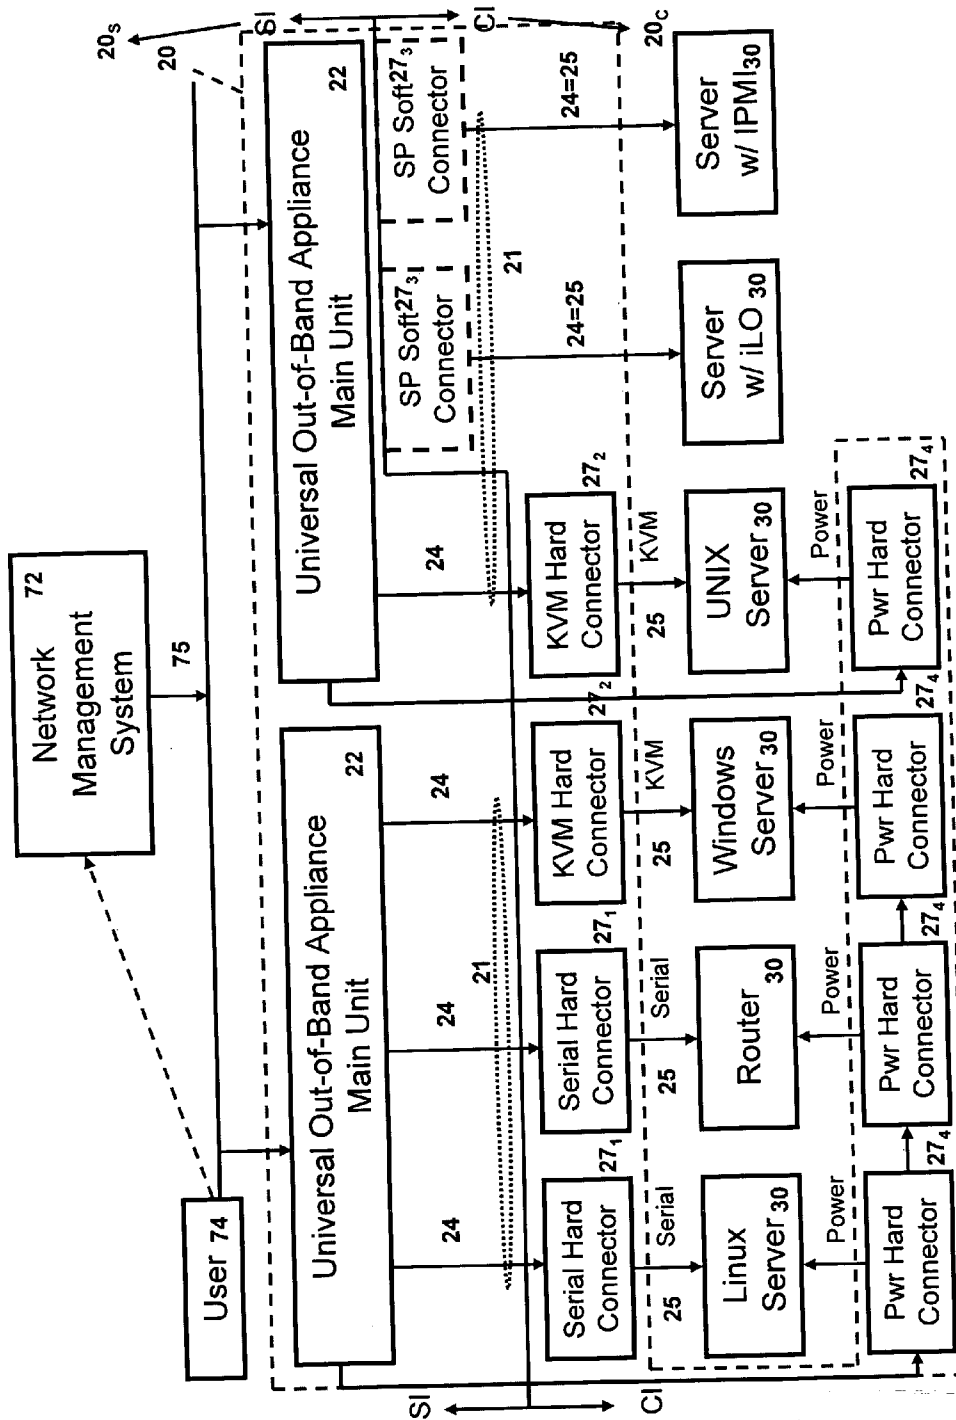 Network
Management
System
72
User 74
75
20
20S
SI
CI
20C
Universal Out-of-Band Appliance
Main Unit
22
Universal Out-of-Band Appliance
Main Unit
22
SP Soft 273
Connector
SP Soft 273
Connector
24
24
24
24
24
21
21
24=25
24=25
SI
CI
Serial Hard
Connector
271
Serial Hard
Connector
271
KVM Hard
Connector
272
KVM Hard
Connector
272
25
Serial
25
Serial
25
KVM
25
KVM
Linux
Server 30
Router
30
Windows
Server 30
UNIX
Server 30
Server
w/ iLO 30
Server
w/ IPMI 30
Power
Power
Power
Power
Pwr Hard
Connector
274
Pwr Hard
Connector
274
Pwr Hard
Connector
274
Pwr Hard
Connector
274